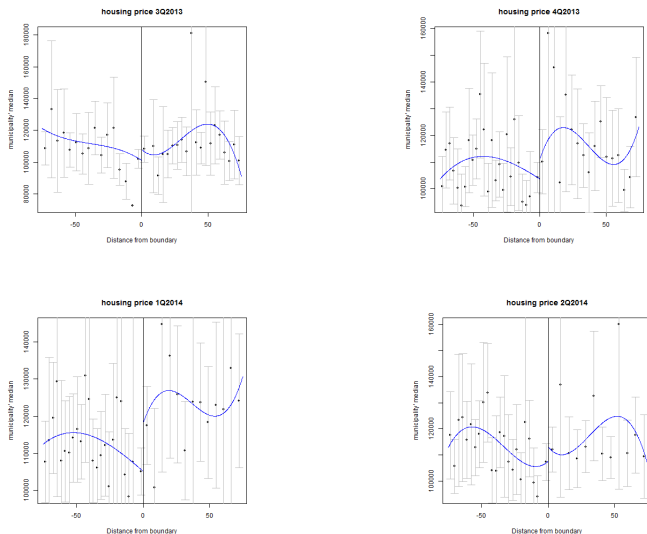 housing price 3Q2013
municipality' median
80000 100000 120000 140000 160000 180000
-50 0 50
Distance from boundary
housing price 4Q2013
municipality' median
100000 120000 140000 160000
-50 0 50
Distance from boundary
housing price 1Q2014
municipality' median
100000 110000 120000 130000 140000
-50 0 50
Distance from boundary
housing price 2Q2014
municipality' median
100000 120000 140000 160000
-50 0 50
Distance from boundary